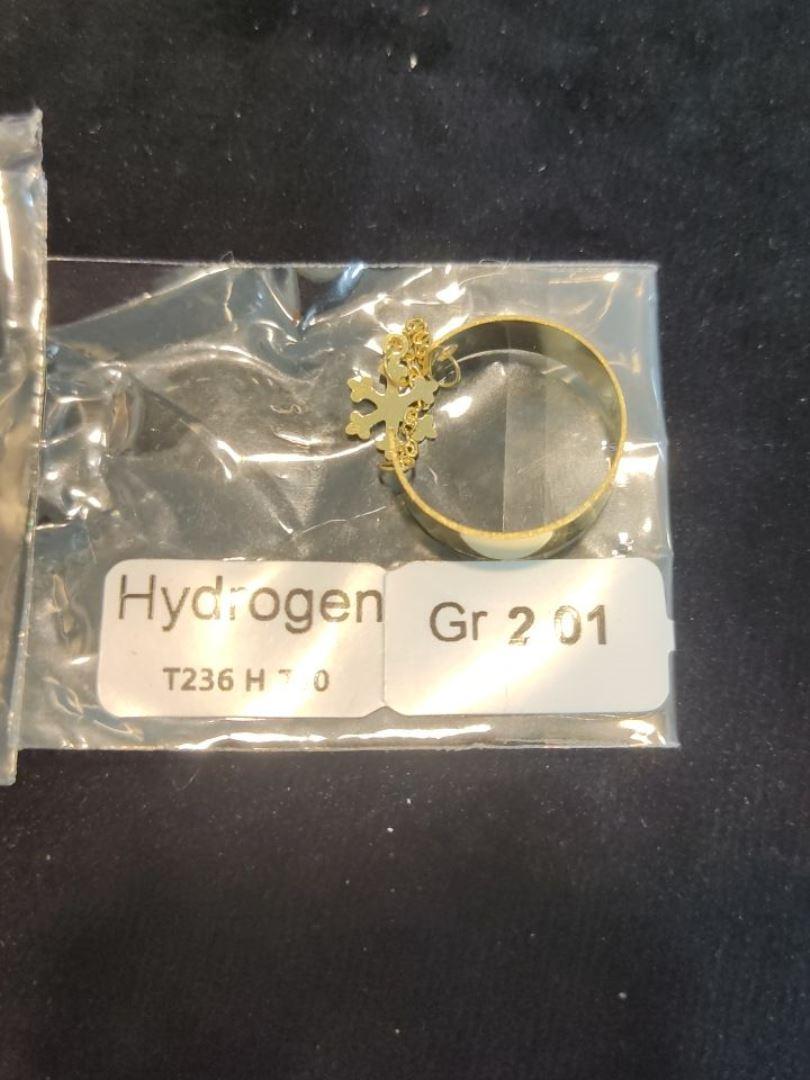 Hydrogen
T236 H
Gr 2 01